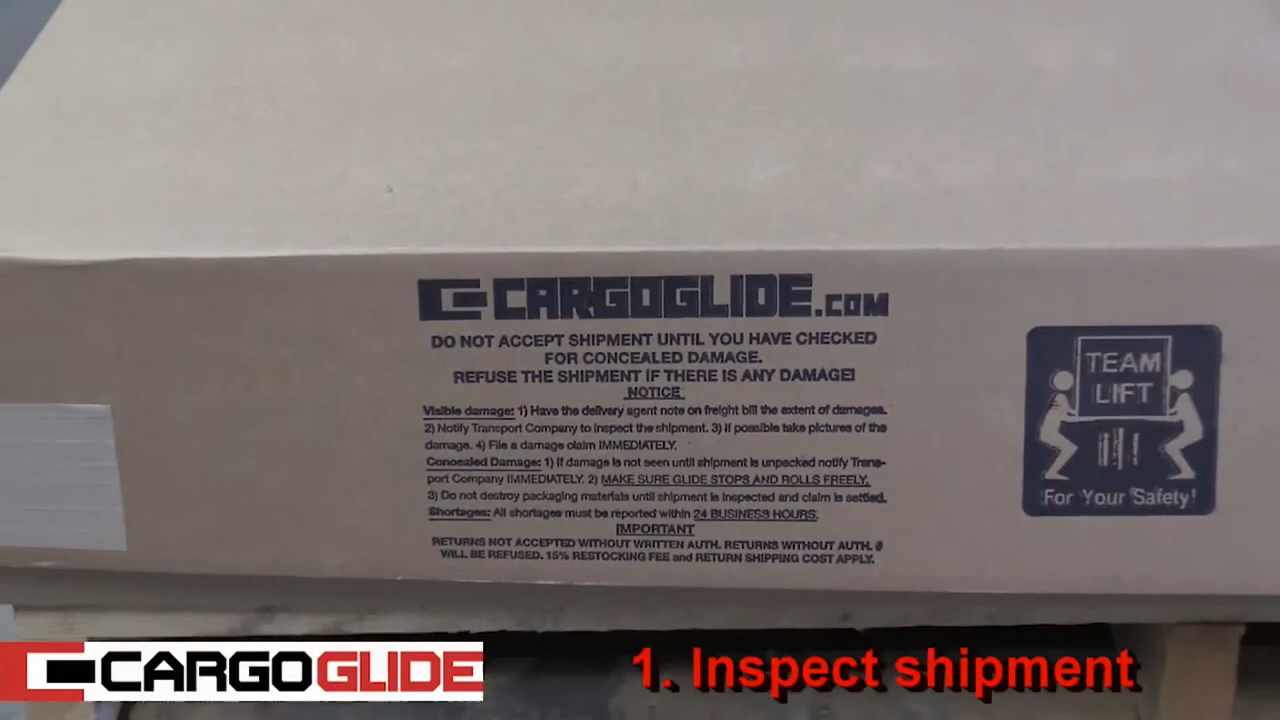 CARGOGLIDE.COM
DO NOT ACCEPT SHIPMENT UNTIL YOU HAVE CHECKED
FOR CONCEALED DAMAGE.
REFUSE THE SHIPMENT IF THERE IS ANY DAMAGE!
NOTICE
Visible damage: 1) Have the delivery agent note on freight bill the extent of damages.
2) Notify Transport Company to inspect the shipment. 3) If possible take pictures of the
damage. 4) File a damage claim IMMEDIATELY.
Concealed Damage: 1) If damage is not seen until shipment is unpacked notify Trans-
port Company IMMEDIATELY. 2) MAKE SURE GLIDE STOPS AND ROLLS FREELY.
3) Do not destroy packaging materials until shipment is inspected and claim is settled.
Shortages: All shortages must be reported within 24 BUSINESS HOURS.
IMPORTANT
RETURNS NOT ACCEPTED WITHOUT WRITTEN AUTH. RETURNS WITHOUT AUTH. #
WILL BE REFUSED. 15% RESTOCKING FEE and RETURN SHIPPING COST APPLY.
TEAM
LIFT
For Your Safety!
CARGOGLIDE
1. Inspect shipment